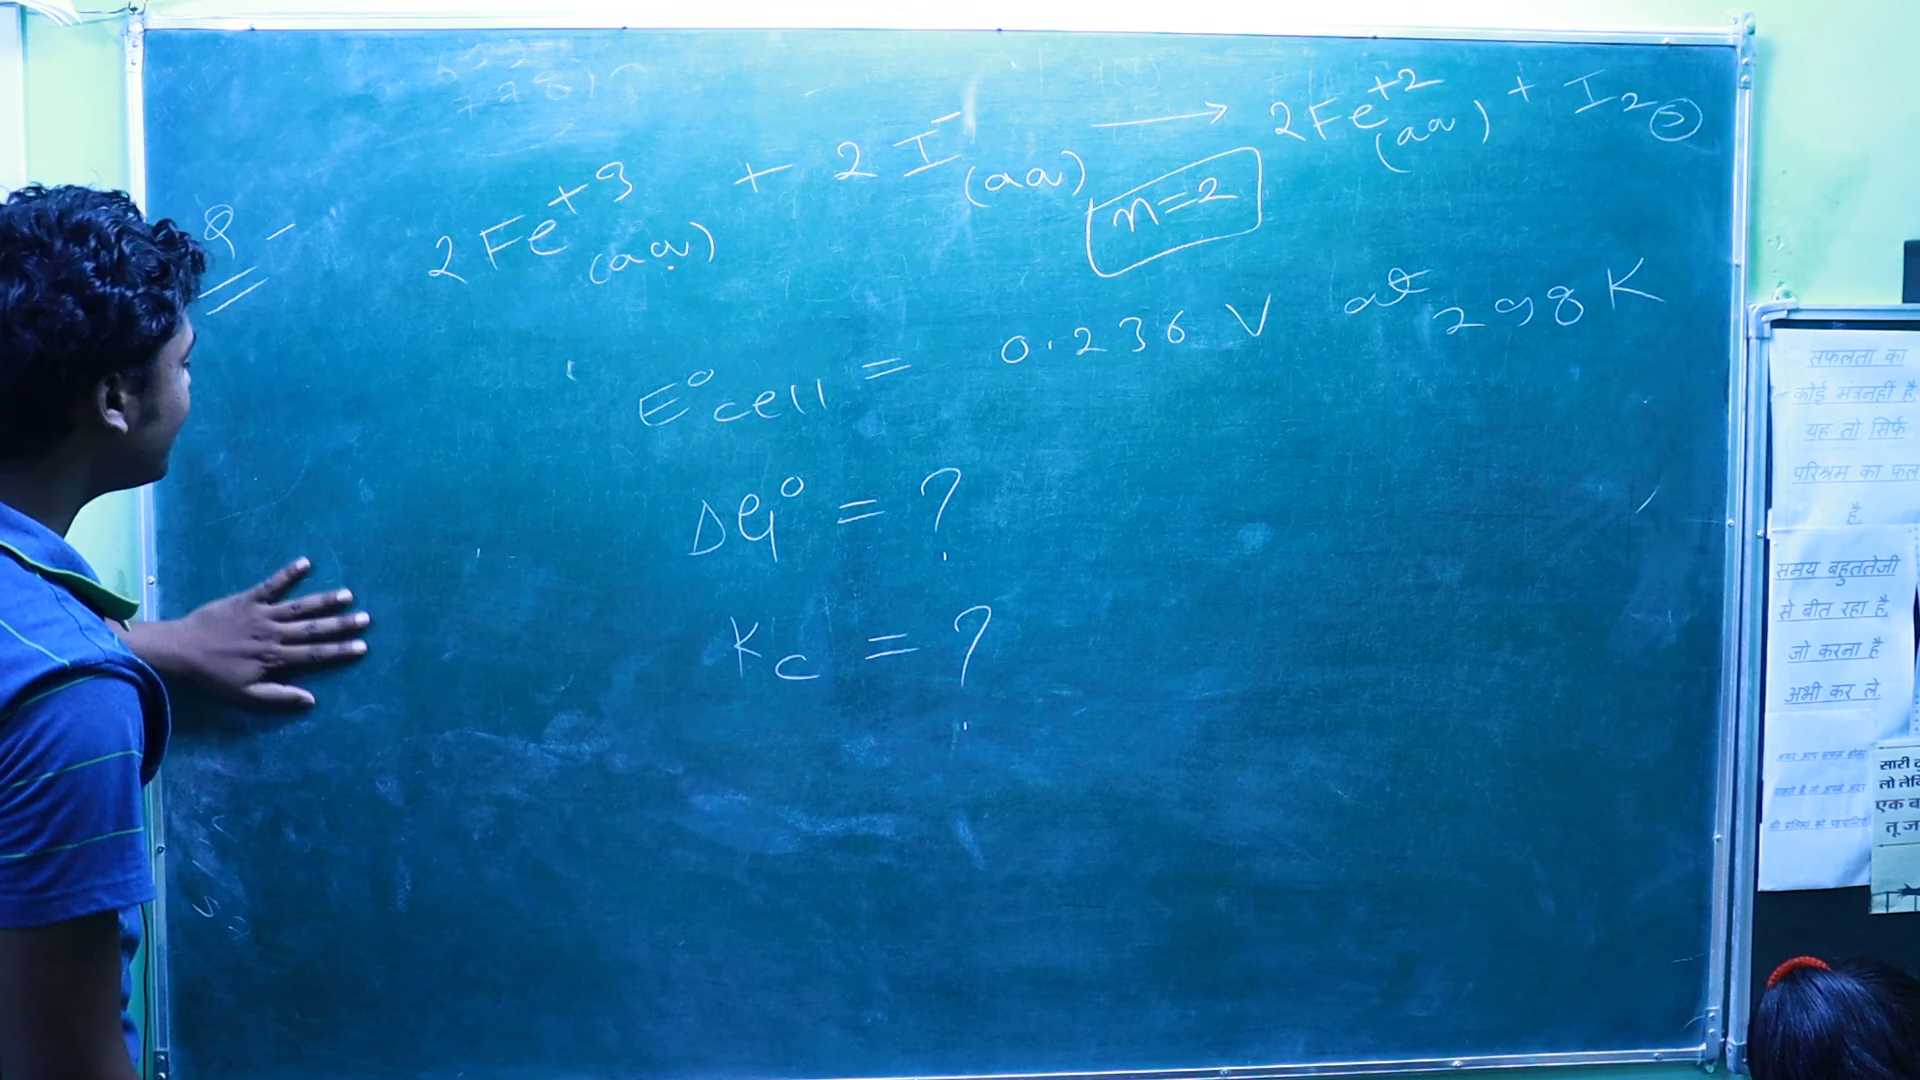 Q - 2Fe⁺³(aq) + 2I⁻(aq) ⟶ 2Fe⁺²(aq) + I₂(s)
n=2
E°cell = 0.236 V at 298 K
ΔG° = ?
Kc = ?
सफलता का
कोई मंत्र नहीं है
यह तो सिर्फ
परिश्रम का फल
है
समय बहुत तेजी
से बीत रहा है,
जो करना है
अभी कर ले.
सारी
एक
तू